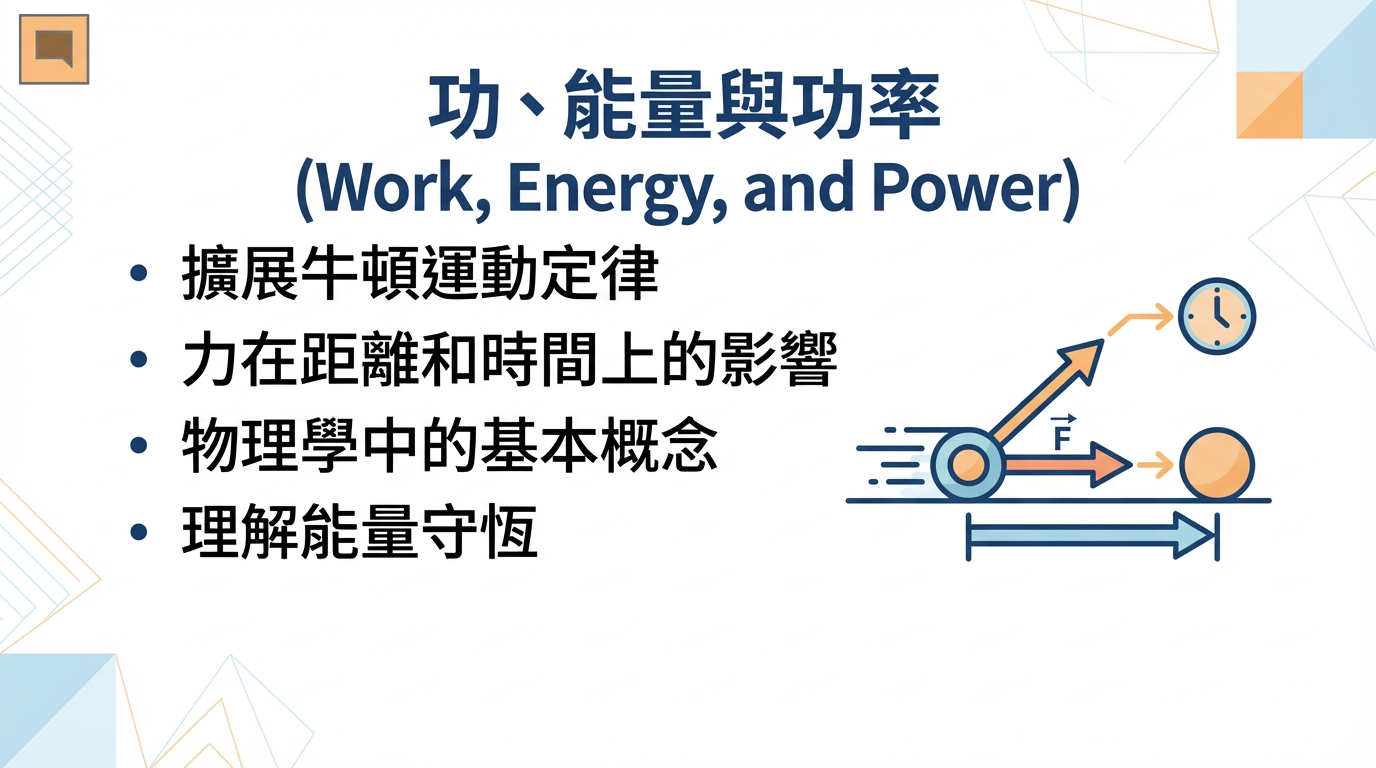 功、能量與功率
(Work, Energy, and Power)
• 擴展牛頓運動定律
• 力在距離和時間上的影響
• 物理學中的基本概念
• 理解能量守恆
F